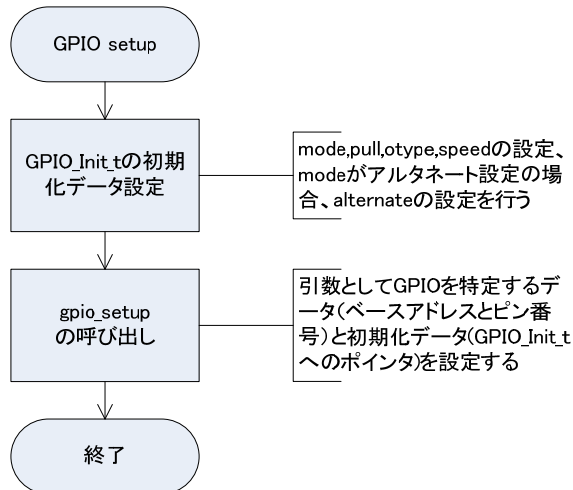 GPIO setup
GPIO_Init_tの初期
化データ設定
mode,pull,otype,speedの設定、
modeがアルタネート設定の場
合、alternateの設定を行う
gpio_setup
の呼び出し
引数としてGPIOを特定するデ
ータ(ベースアドレスとピン番
号)と初期化データ(GPIO_Init_t
へのポインタ)を設定する
終了